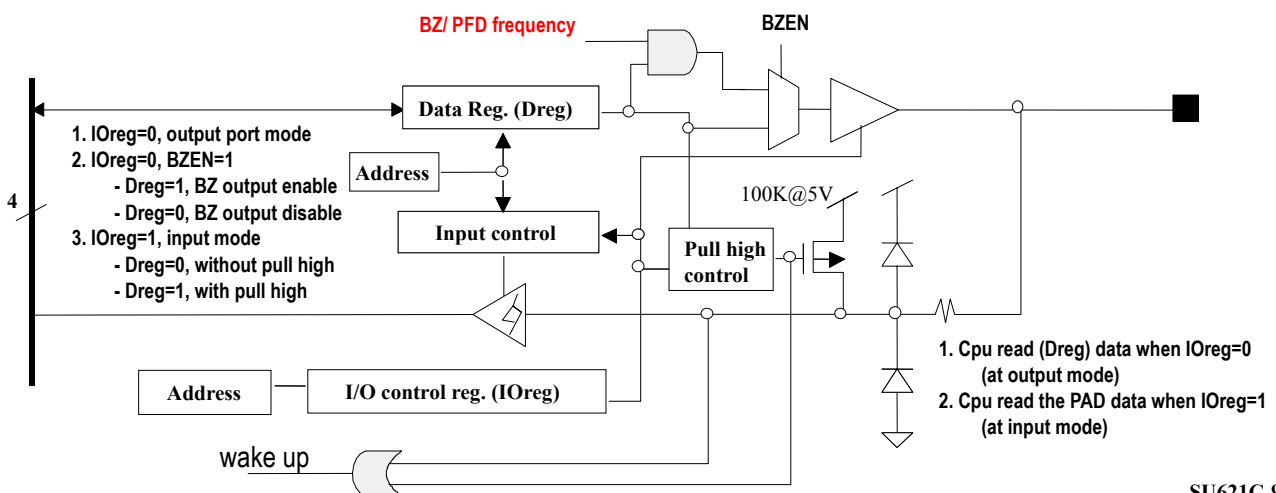 BZ/ PFD frequency
BZEN
Data Reg. (Dreg)
1. IOreg=0, output port mode
2. IOreg=0, BZEN=1
- Dreg=1, BZ output enable
- Dreg=0, BZ output disable
3. IOreg=1, input mode
- Dreg=0, without pull high
- Dreg=1, with pull high
4
Address
Input control
100K@5V
Pull high
control
1. Cpu read (Dreg) data when IOreg=0
(at output mode)
2. Cpu read the PAD data when IOreg=1
(at input mode)
Address
I/O control reg. (IOreg)
wake up